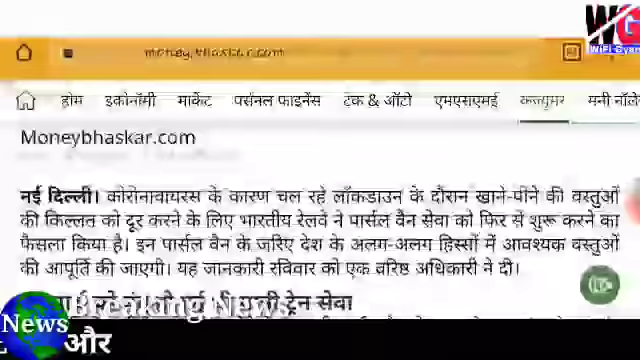 WG
WiFi Gyan
money.bhaskar.com
होम इकोनॉमी मार्केट पर्सनल फाइनेंस टेक & ऑटो एमएसएमई कंज्यूमर मनी नॉलेज
Moneybhaskar.com
नई दिल्ली। कोरोनावायरस के कारण चल रहे लॉकडाउन के दौरान खाने-पीने की वस्तुओं
की किल्लत को दूर करने के लिए भारतीय रेलवे ने पार्सल वैन सेवा को फिर से शुरू करने का
फैसला किया है। इन पार्सल वैन के जरिए देश के अलग-अलग हिस्सों में आवश्यक वस्तुओं
की आपूर्ति की जाएगी। यह जानकारी रविवार को एक वरिष्ठ अधिकारी ने दी।
ट्रेन सेवा
Breaking News
News
और